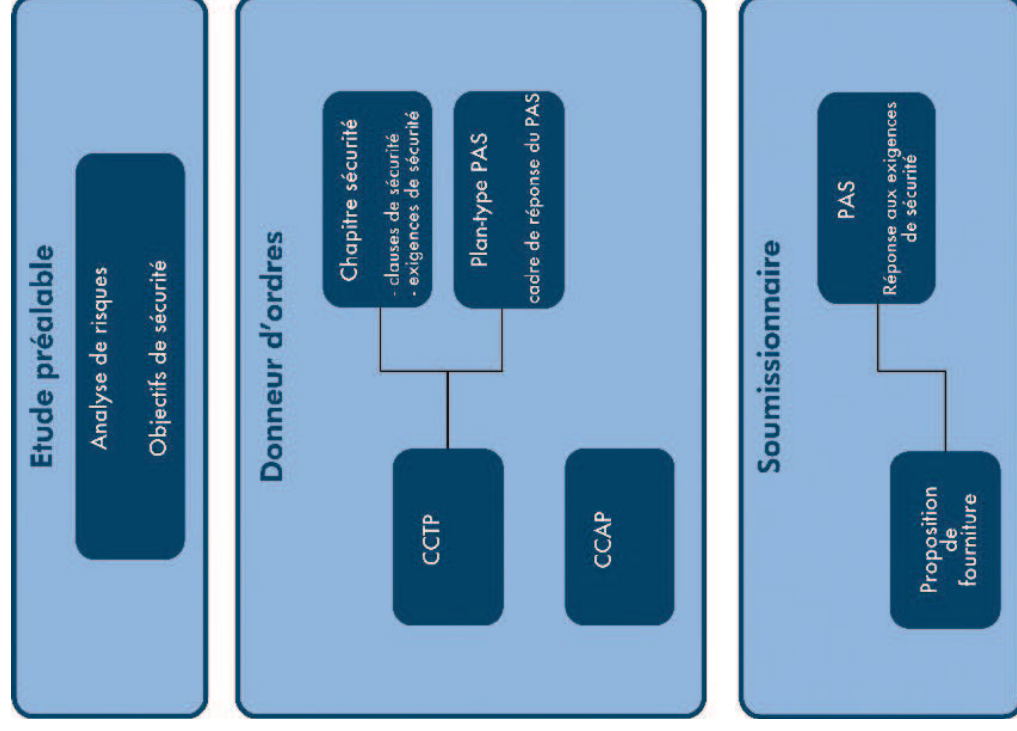 Etude préalable
Analyse de risques
Objectifs de sécurité
Donneur d'ordres
CCTP
Chapitre sécurité
- clauses de sécurité
- exigences de sécurité
Plan-type PAS
cadre de réponse du PAS
CCAP
Soumissionnaire
Proposition
de
fourniture
PAS
Réponse aux exigences
de sécurité